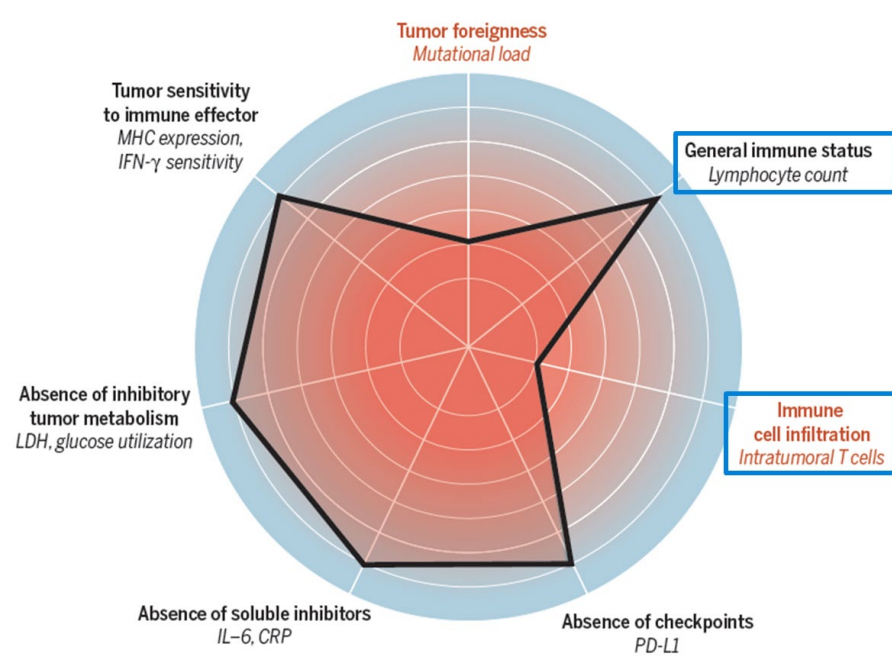 Tumor foreignness
Mutational load
Tumor sensitivity
to immune effector
MHC expression,
IFN-γ sensitivity
General immune status
Lymphocyte count
Immune
cell infiltration
Intratumoral T cells
Absence of inhibitory
tumor metabolism
LDH, glucose utilization
Absence of soluble inhibitors
IL–6, CRP
Absence of checkpoints
PD-L1